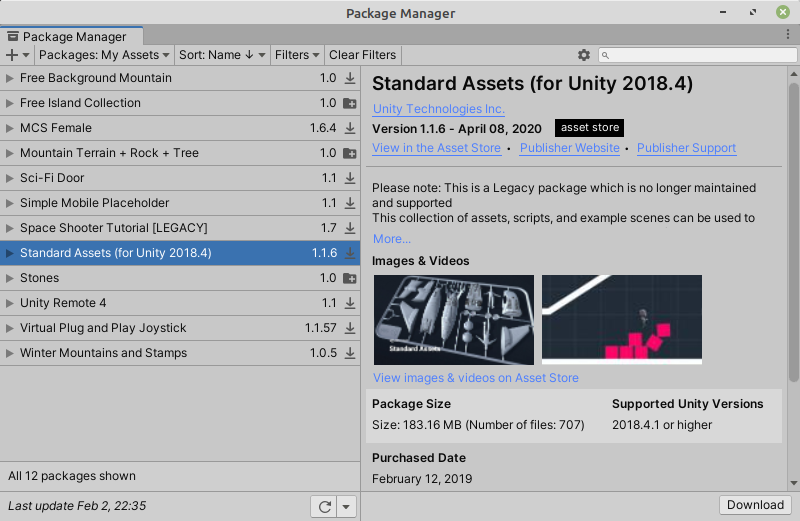 Package Manager
Package Manager
Packages: My Assets
Sort: Name ↓
Filters
Clear Filters
Free Background Mountain 1.0
Free Island Collection 1.0
MCS Female 1.6.4
Mountain Terrain + Rock + Tree 1.0
Sci-Fi Door 1.1
Simple Mobile Placeholder 1.1
Space Shooter Tutorial [LEGACY] 1.7
Standard Assets (for Unity 2018.4) 1.1.6
Stones 1.0
Unity Remote 4 1.1
Virtual Plug and Play Joystick 1.1.57
Winter Mountains and Stamps 1.0.5
All 12 packages shown
Last update Feb 2, 22:35
Standard Assets (for Unity 2018.4)
Unity Technologies Inc.
Version 1.1.6 - April 08, 2020 asset store
View in the Asset Store • Publisher Website • Publisher Support
Please note: This is a Legacy package which is no longer maintained
and supported
This collection of assets, scripts, and example scenes can be used to
More...
Images & Videos
Standard Assets
View images & videos on Asset Store
Package Size
Size: 183.16 MB (Number of files: 707)
Supported Unity Versions
2018.4.1 or higher
Purchased Date
February 12, 2019
Download